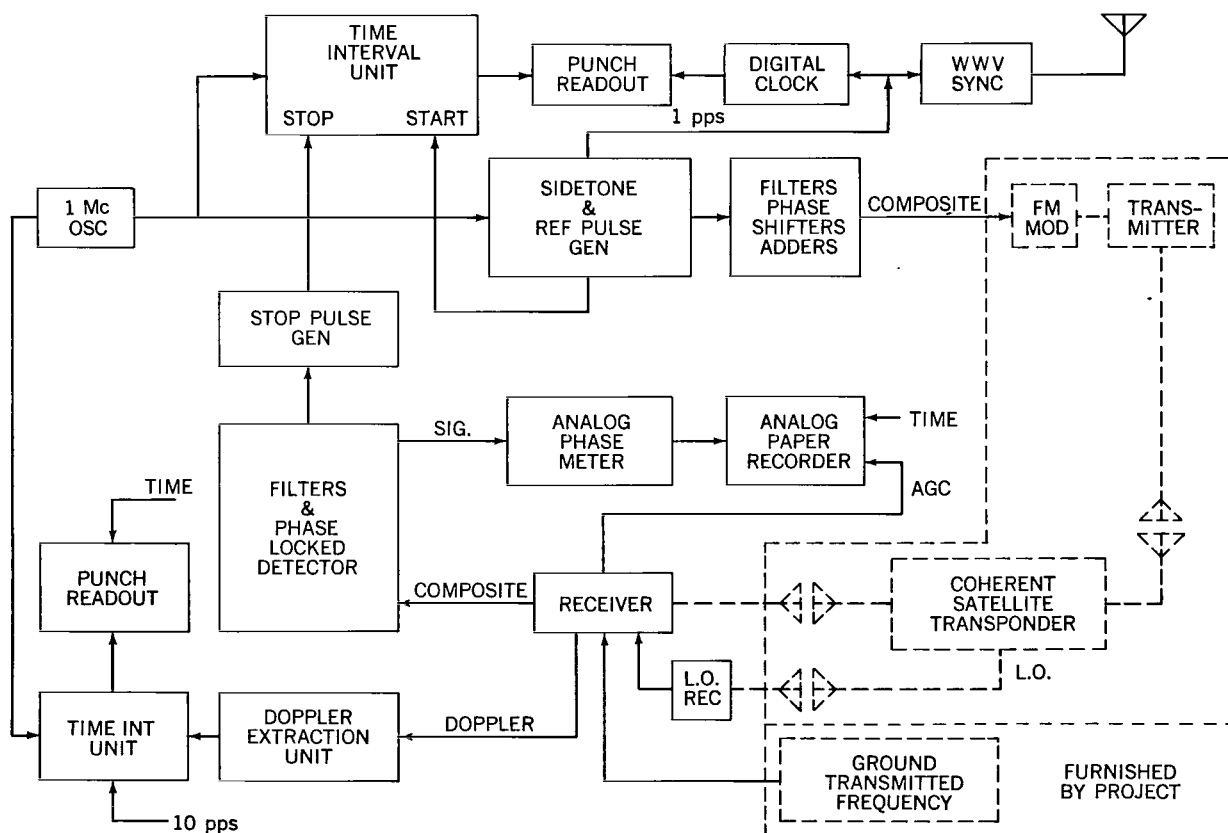 TIME
INTERVAL
UNIT
STOP
START
PUNCH
READOUT
DIGITAL
CLOCK
WWV
SYNC
1 pps
1 Mc
OSC
SIDETONE
&
REF PULSE
GEN
FILTERS
PHASE
SHIFTERS
ADDERS
COMPOSITE
FM
MOD
TRANS-
MITTER
STOP PULSE
GEN
SIG.
ANALOG
PHASE
METER
ANALOG
PAPER
RECORDER
TIME
AGC
FILTERS
&
PHASE
LOCKED
DETECTOR
TIME
PUNCH
READOUT
COMPOSITE
RECEIVER
COHERENT
SATELLITE
TRANSPONDER
L.O.
L.O.
REC
TIME INT
UNIT
DOPPLER
EXTRACTION
UNIT
DOPPLER
10 pps
GROUND
TRANSMITTED
FREQUENCY
FURNISHED
BY PROJECT